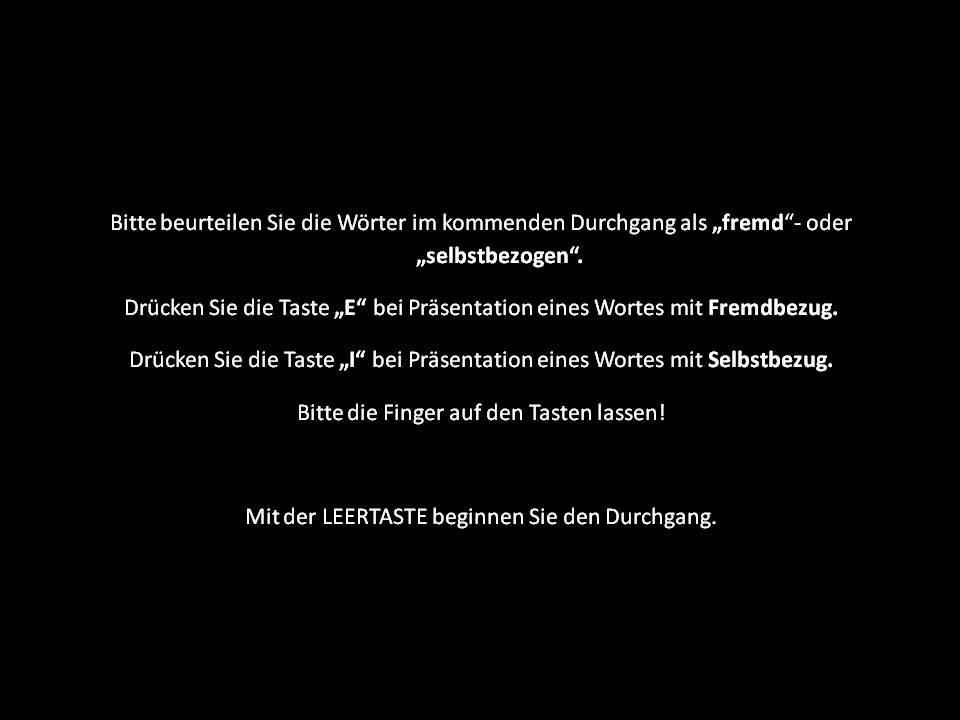 Bitte beurteilen Sie die Wörter im kommenden Durchgang als „fremd“- oder
„selbstbezogen“.
Drücken Sie die Taste „E“ bei Präsentation eines Wortes mit Fremdbezug.
Drücken Sie die Taste „I“ bei Präsentation eines Wortes mit Selbstbezug.
Bitte die Finger auf den Tasten lassen!
Mit der LEERTASTE beginnen Sie den Durchgang.